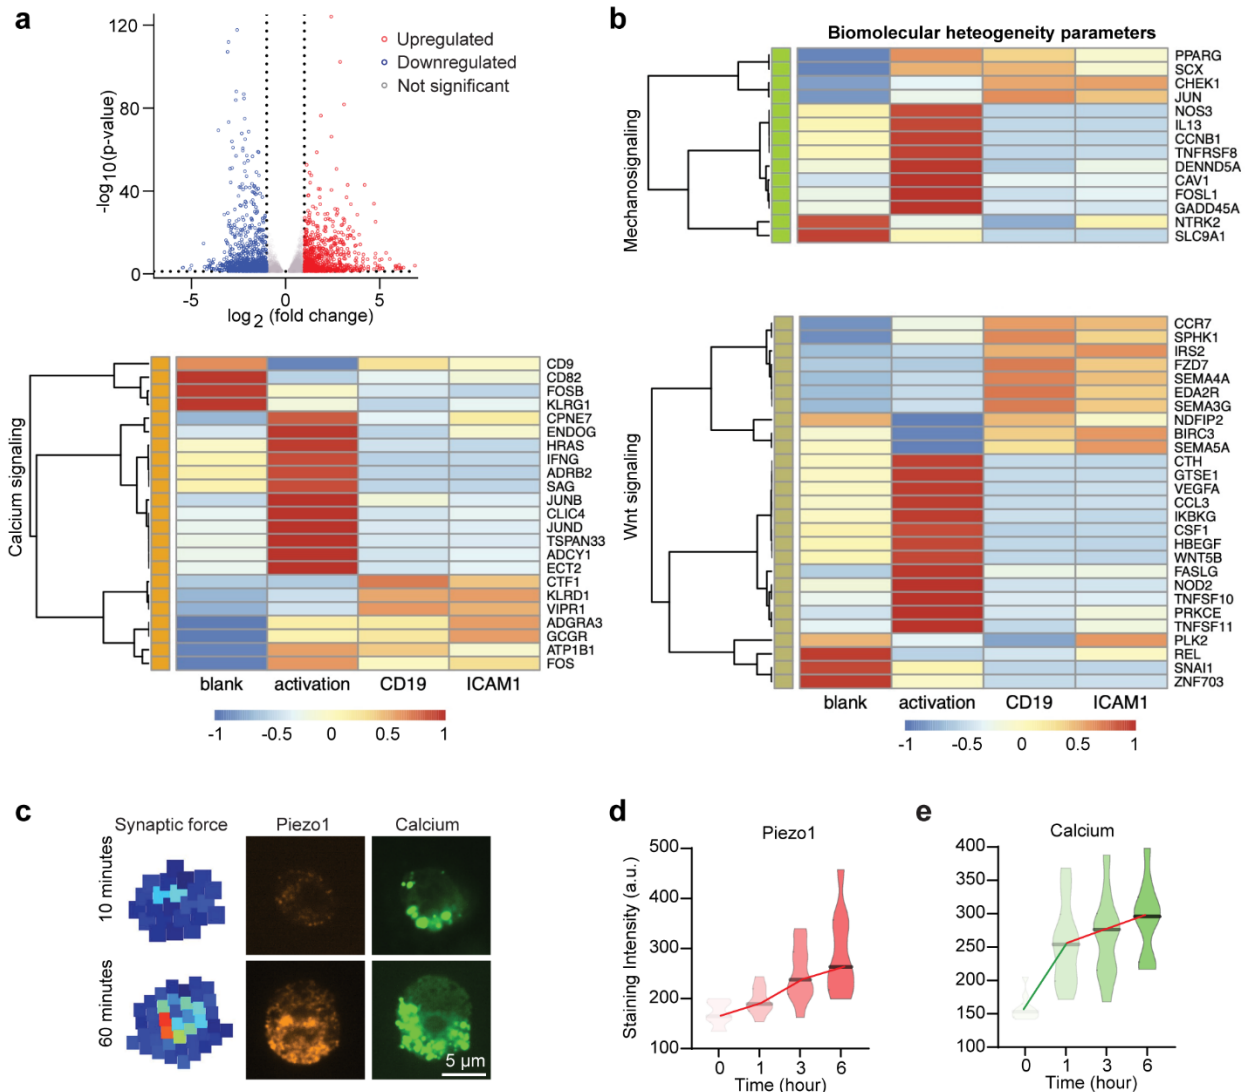 a
120
80
40
0
-log10(p-value)
-5
0
5
log2 (fold change)
Upregulated
Downregulated
Not significant
b
Biomolecular heteogeneity parameters
Mechanosignaling
PPARG
SCX
CHEK1
JUN
NOS3
IL13
CCNB1
TNFRSF8
DENND5A
CAV1
FOSL1
GADD45A
NTRK2
SLC9A1
Calcium signaling
CD9
CD82
FOSB
KLRG1
CPNE7
ENDOG
HRAS
IFNG
ADRB2
SAG
JUNB
CLIC4
JUND
TSPAN33
ADCY1
ECT2
CTF1
KLRD1
VIPR1
ADGRA3
GCGR
ATP1B1
FOS
blank activation CD19 ICAM1
-1 -0.5 0 0.5 1
Wnt signaling
CCR7
SPHK1
IRS2
FZD7
SEMA4A
EDA2R
SEMA3G
NDFIP2
BIRC3
SEMA5A
CTH
GTSE1
VEGFA
CCL3
IKBKG
CSF1
HBEGF
WNT5B
FASLG
NOD2
TNFSF10
PRKCE
TNFSF11
PLK2
REL
SNAI1
ZNF703
blank activation CD19 ICAM1
-1 -0.5 0 0.5 1
c
Synaptic force Piezo1 Calcium
10 minutes
60 minutes
5 µm
d
Piezo1
Staining Intensity (a.u.)
500
400
300
200
100
0 1 3 6
Time (hour)
e
Calcium
400
350
300
250
200
150
100
0 1 3 6
Time (hour)